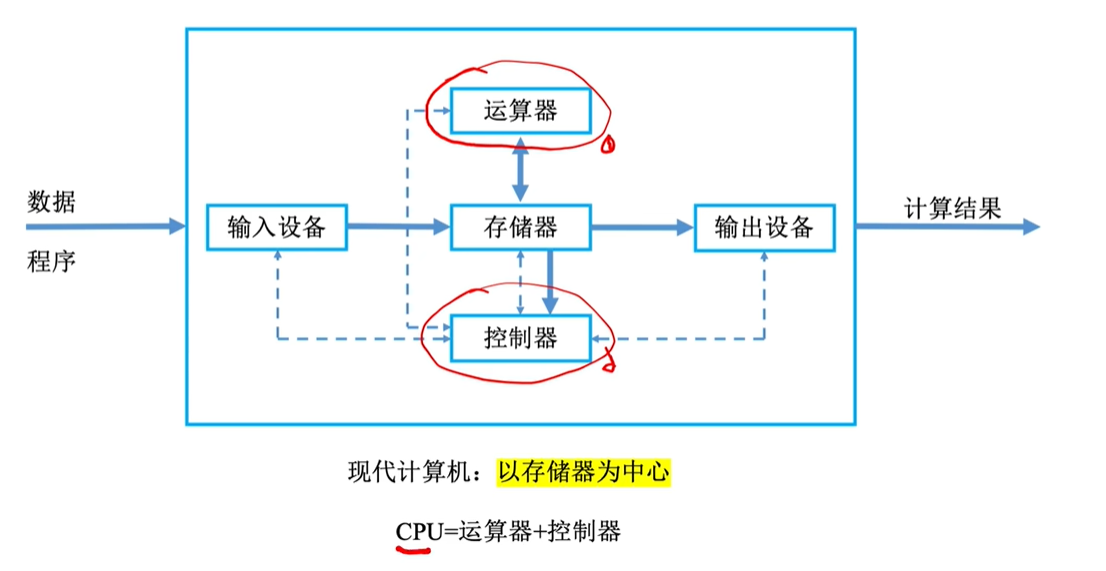 运算器
数据
程序
输入设备
存储器
输出设备
计算结果
控制器
现代计算机：以存储器为中心
CPU=运算器+控制器